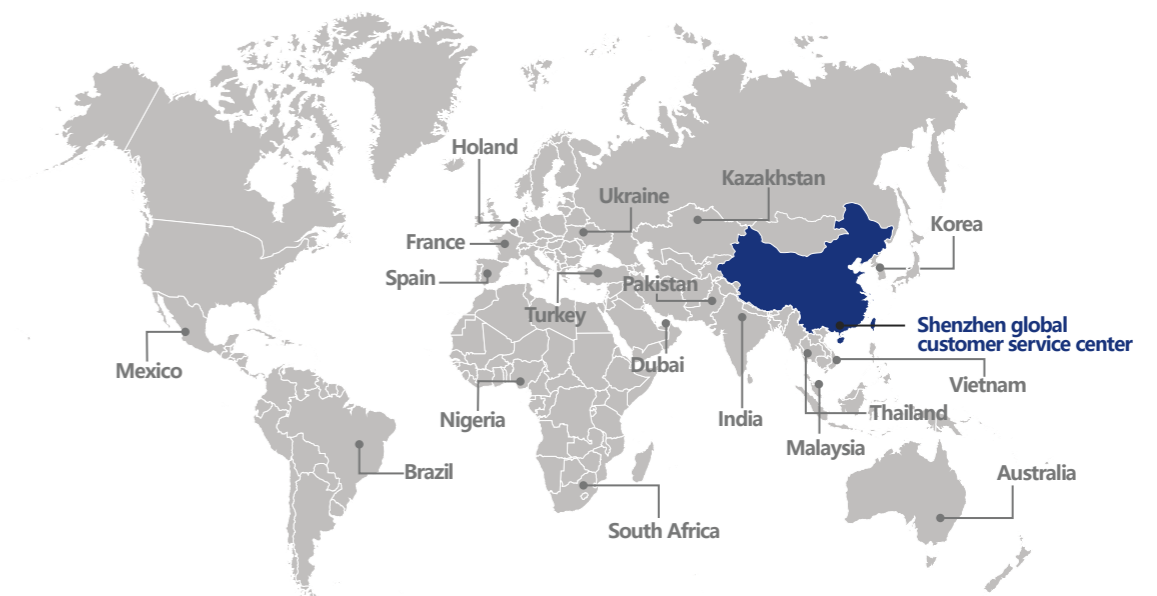 Holand
Kazakhstan
Ukraine
Korea
France
Spain
Pakistan
Turkey
Shenzhen global
customer service center
Dubai
Mexico
Vietnam
Nigeria
India
Thailand
Malaysia
Brazil
Australia
South Africa